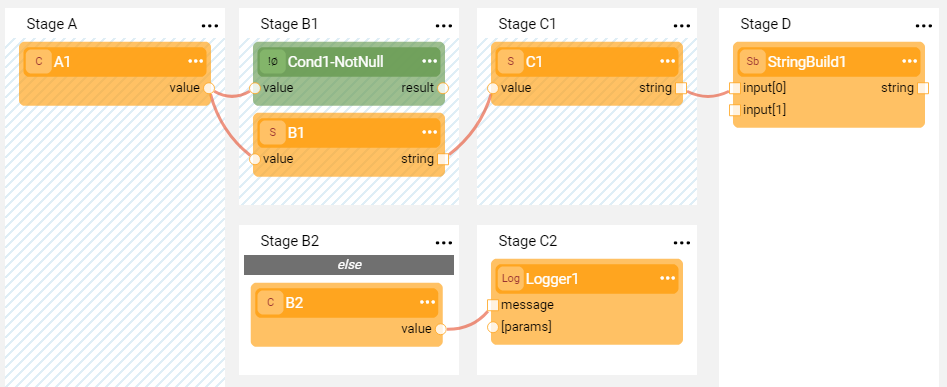 Stage A
C A1
value
Stage B1
!Ø Cond1-NotNull
value result
S B1
value string
Stage C1
S C1
value string
Stage D
Sb StringBuild1
input[0] string
input[1]
Stage B2
else
C B2
value
Stage C2
Log Logger1
message
[params]